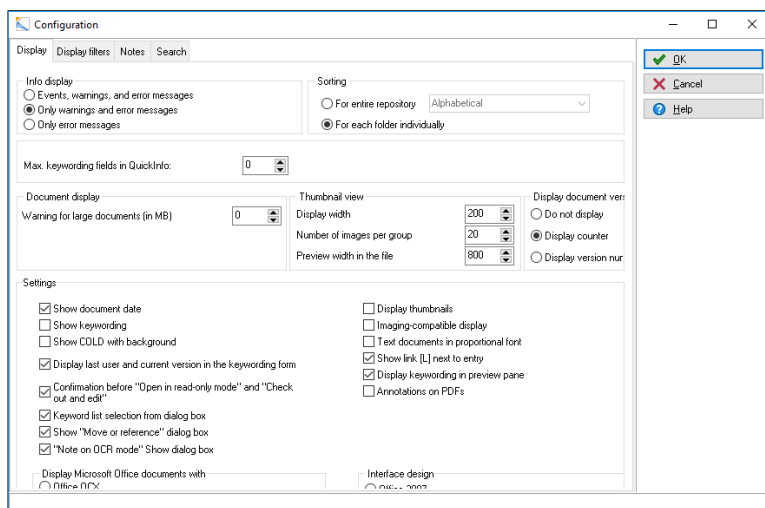 Configuration
Display Display filters Notes Search
OK
Cancel
Help
Info display
Events, warnings, and error messages
Only warnings and error messages
Only error messages
Sorting
For entire repository Alphabetical
For each folder individually
Max. keywording fields in QuickInfo: 0
Document display
Warning for large documents (in MB) 0
Thumbnail view
Display width 200
Number of images per group 20
Preview width in the file 800
Display document vers
Do not display
Display counter
Display version nur
Settings
Show document date
Show keywording
Show COLD with background
Display last user and current version in the keywording form
Confirmation before "Open in read-only mode" and "Check
out and edit"
Keyword list selection from dialog box
Show "Move or reference" dialog box
"Note on OCR mode" Show dialog box
Display thumbnails
Imaging-compatible display
Text documents in proportional font
Show link [L] next to entry
Display keywording in preview pane
Annotations on PDFs
Display Microsoft Office documents with
Office OCX
Interface design
Office 2007